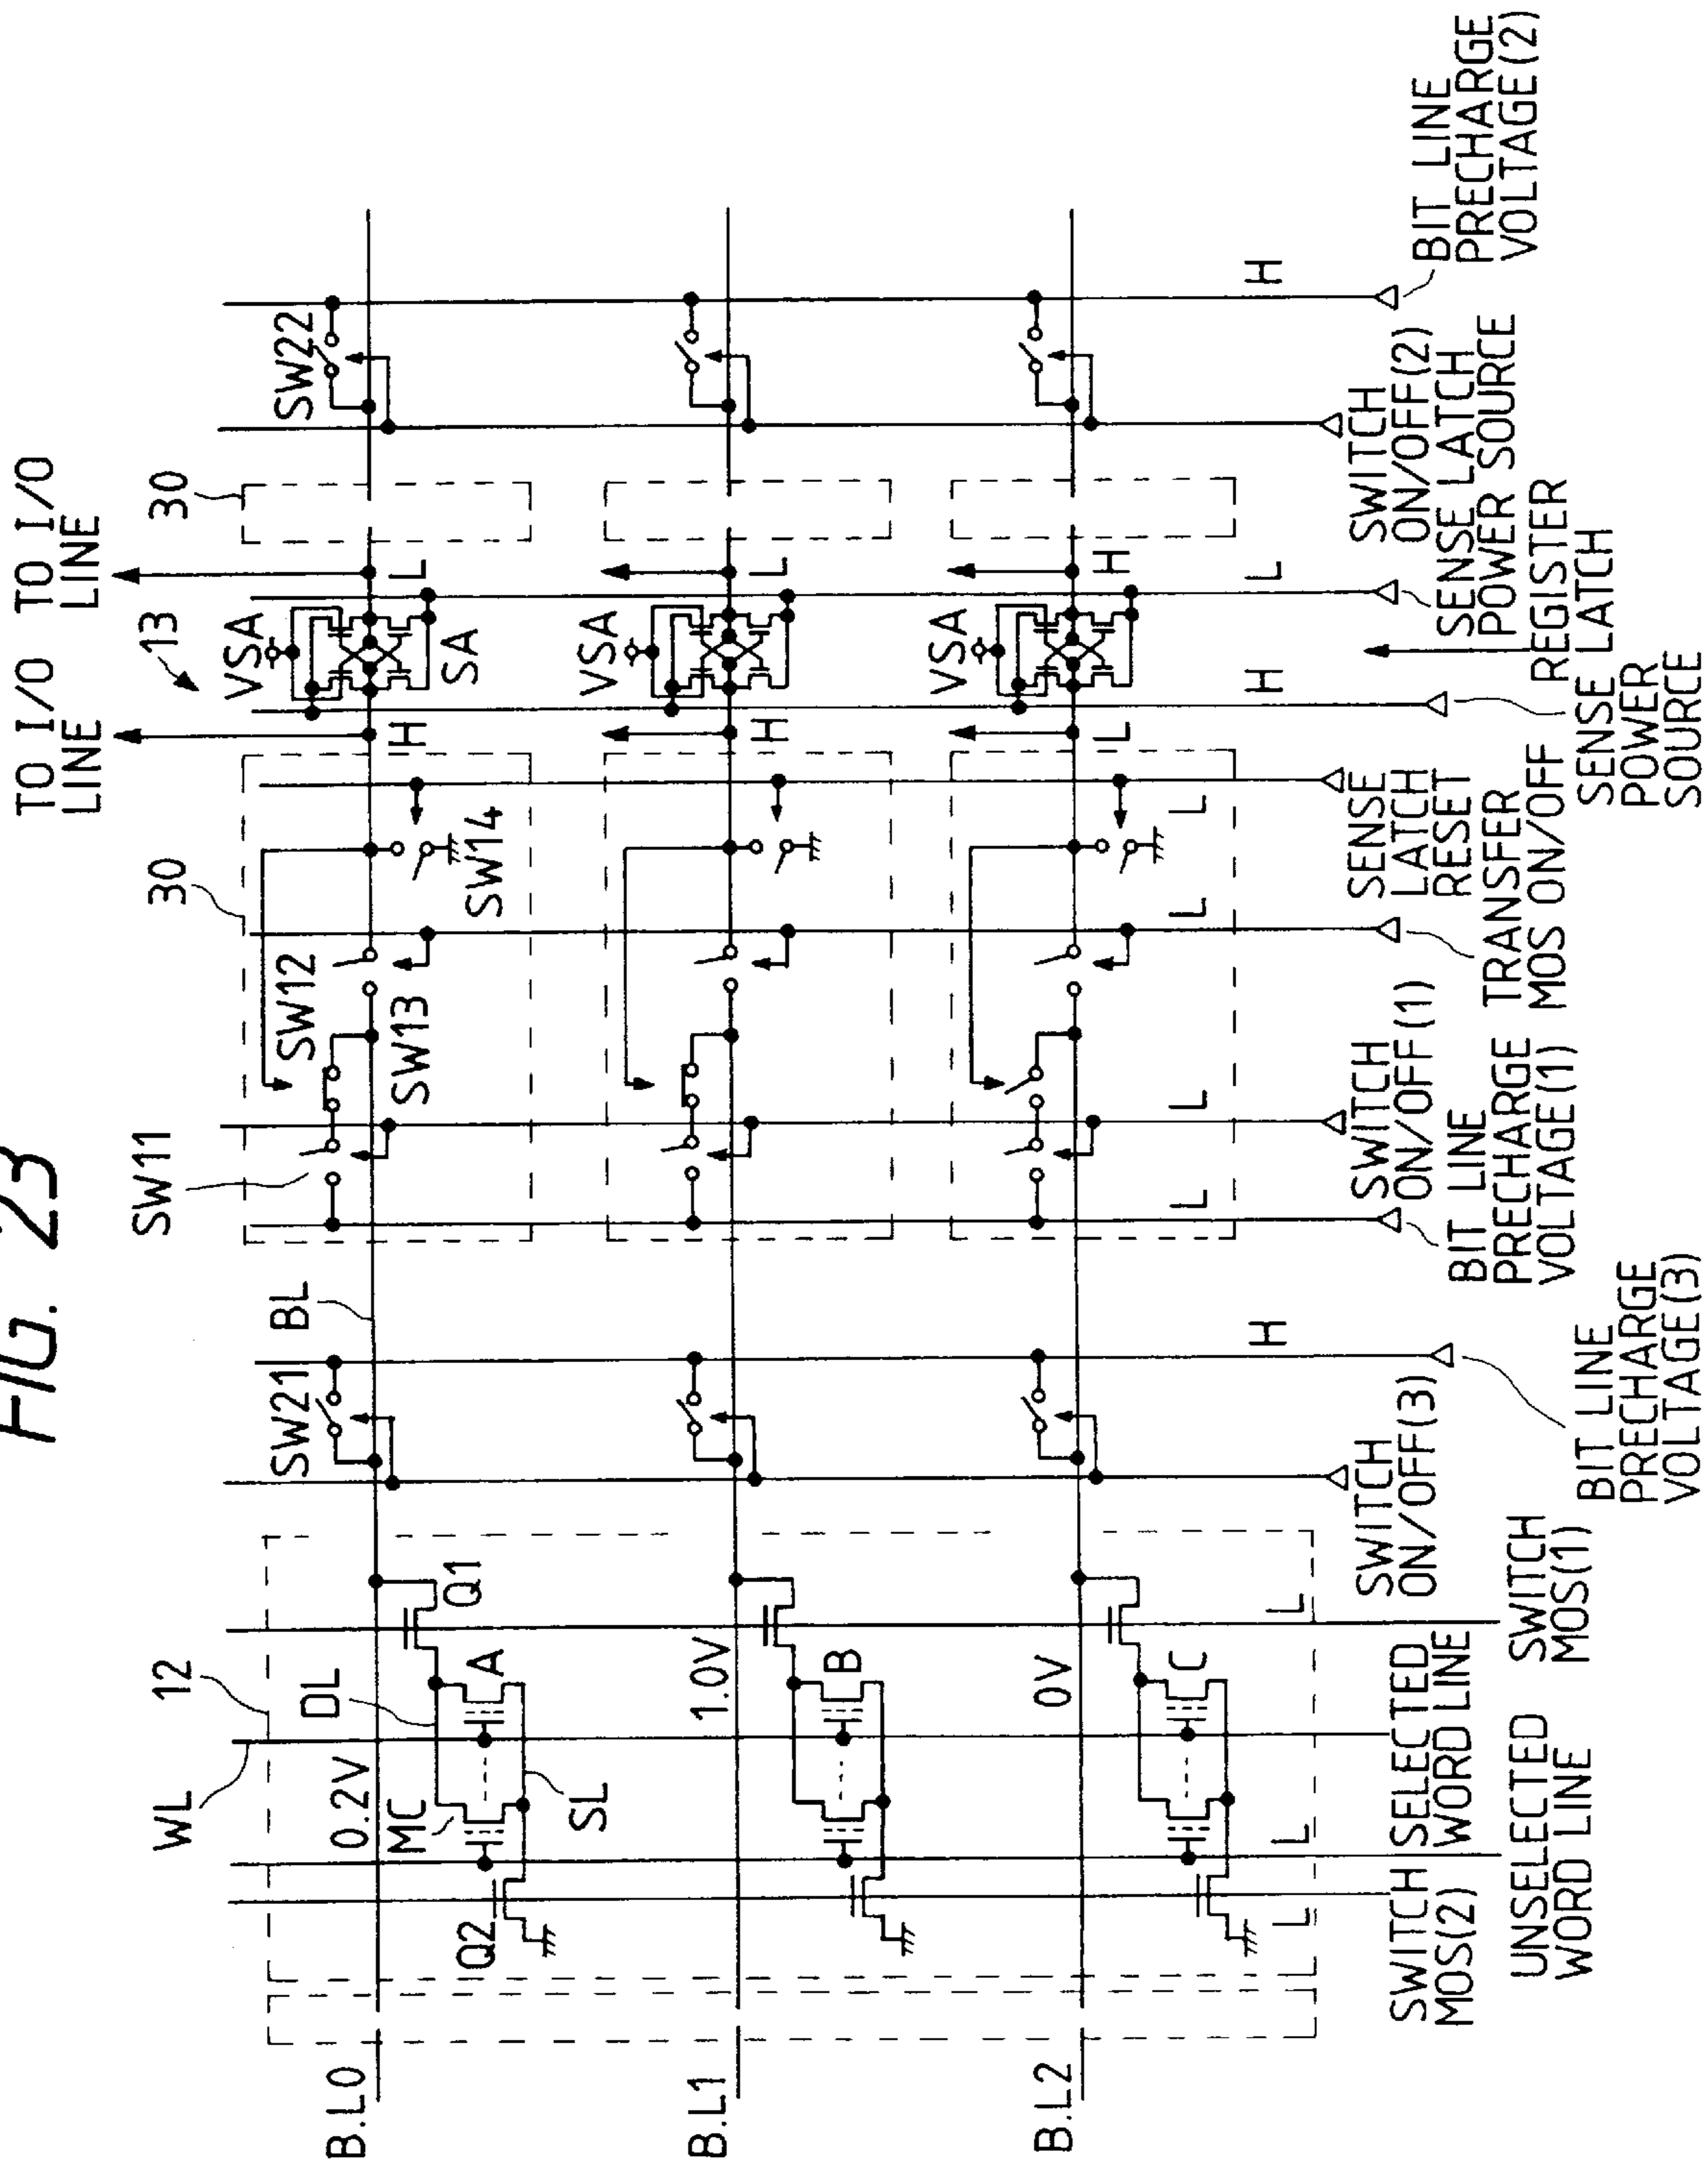 FIG. 23
TO I/O
LINE
TO I/O
LINE
13
30
30
SW11
12
WL
B.L0
0.2V
DL
MC
A
SL
Q1
Q2
SW21
BL
SW12
SW13
SW14
H
VSA
SA
L
SW22
B.L1
1.0V
B
H
VSA
L
B.L2
0V
C
L
VSA
H
L
L
L
H
L
L
L
L
H
L
H
SWITCH
MOS(2)
UNSELECTED
WORD LINE
SELECTED
WORD LINE
SWITCH
MOS(1)
SWITCH
ON/OFF(3)
BIT LINE
PRECHARGE
VOLTAGE(3)
BIT LINE
PRECHARGE
VOLTAGE(1)
SWITCH
ON/OFF(1)
TRANSFER
MOS ON/OFF
SENSE
LATCH
RESET
SENSE LATCH
POWER
SOURCE
REGISTER
SENSE LATCH
POWER SOURCE
SWITCH
ON/OFF(2)
BIT LINE
PRECHARGE
VOLTAGE(2)